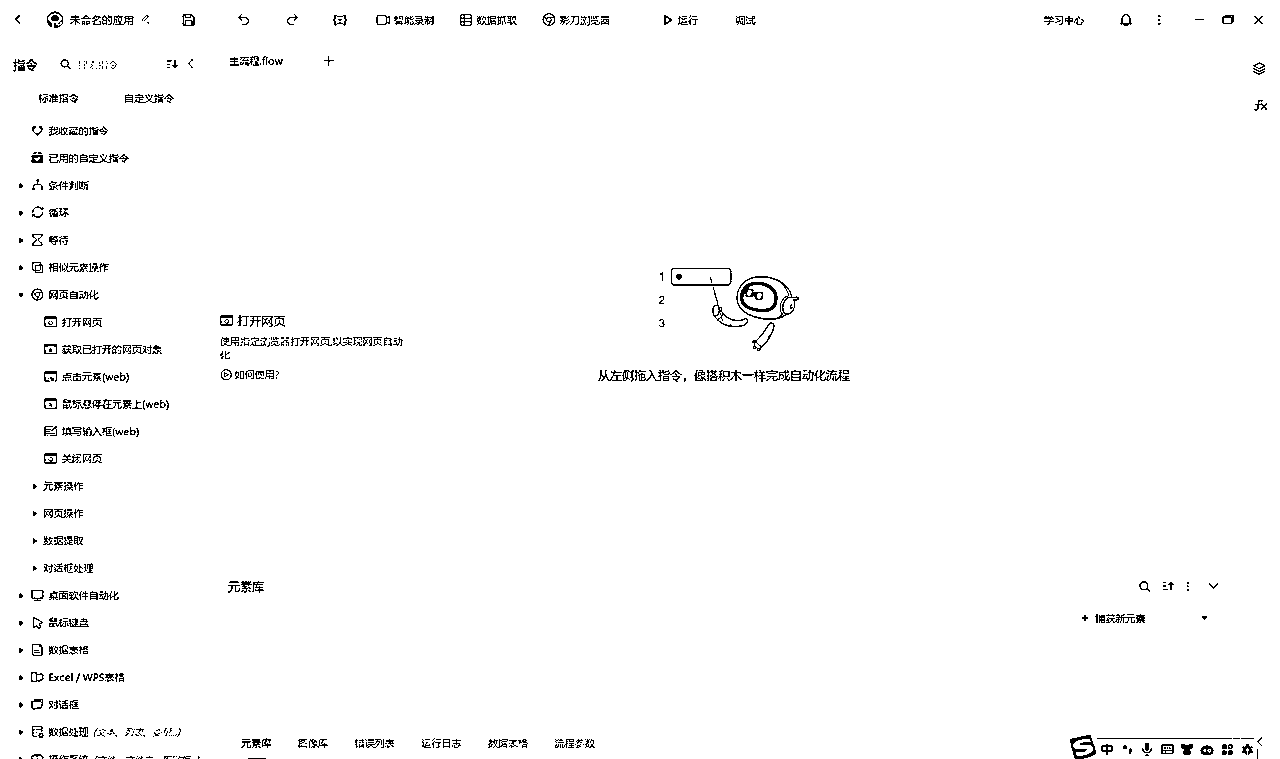 未命名的应用
智能录制
数据抓取
影刀浏览器
运行
调试
学习中心
指令
主流程.flow
标准指令
自定义指令
我收藏的指令
已用的自定义指令
条件判断
循环
等待
相似元素操作
网页自动化
打开网页
获取已打开的网页对象
点击元素(web)
鼠标悬停在元素上(web)
填写输入框(web)
关闭网页
元素操作
网页操作
数据提取
对话框处理
桌面软件自动化
鼠标键盘
数据表格
Excel / WPS表格
对话框
数据处理
打开网页
使用指定浏览器打开网页,以实现网页自动
化
如何使用?
1
2
3
从左侧拖入指令，像搭积木一样完成自动化流程
元素库
捕获新元素
元素库
图像库
错误列表
运行日志
数据表格
流程参数
中